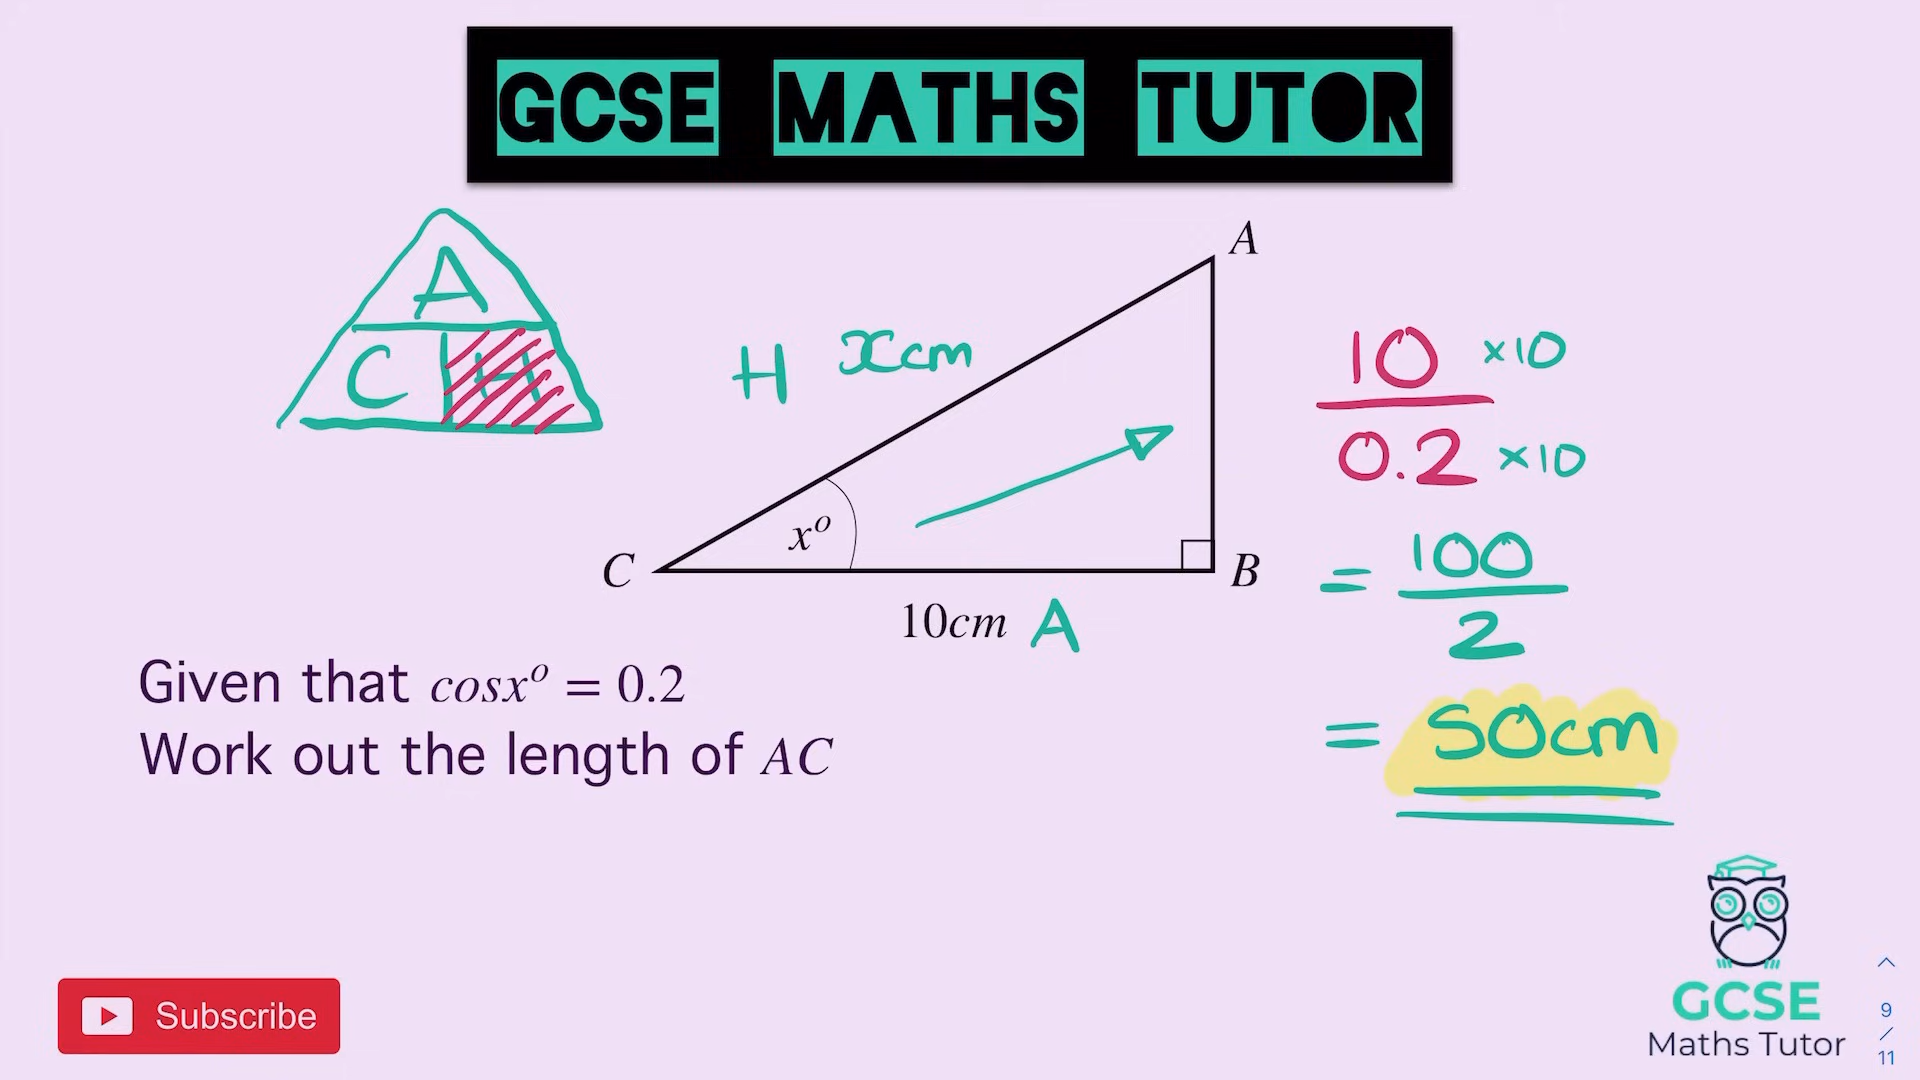 GCSE MATHS TUTOR
A
C H
H xcm
A
x°
C
B
10cm A
10 ×10
0.2 ×10
= 100
2
= 50cm
Given that cosx° = 0.2
Work out the length of AC
Subscribe
GCSE
Maths Tutor
9
/
11